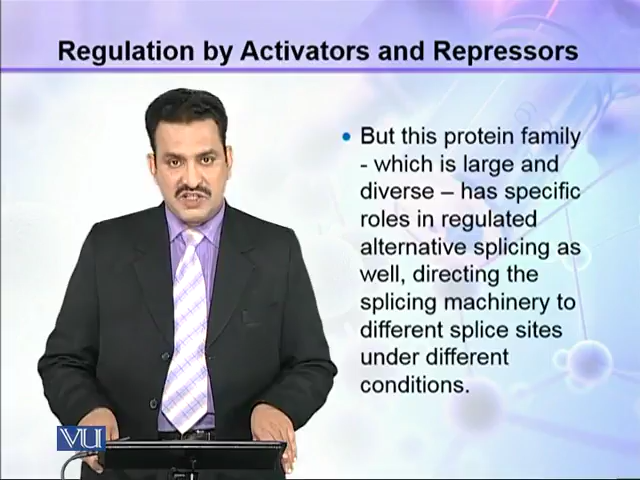 Regulation by Activators and Repressors
• But this protein family
- which is large and
diverse – has specific
roles in regulated
alternative splicing as
well, directing the
splicing machinery to
different splice sites
under different
conditions.
VU